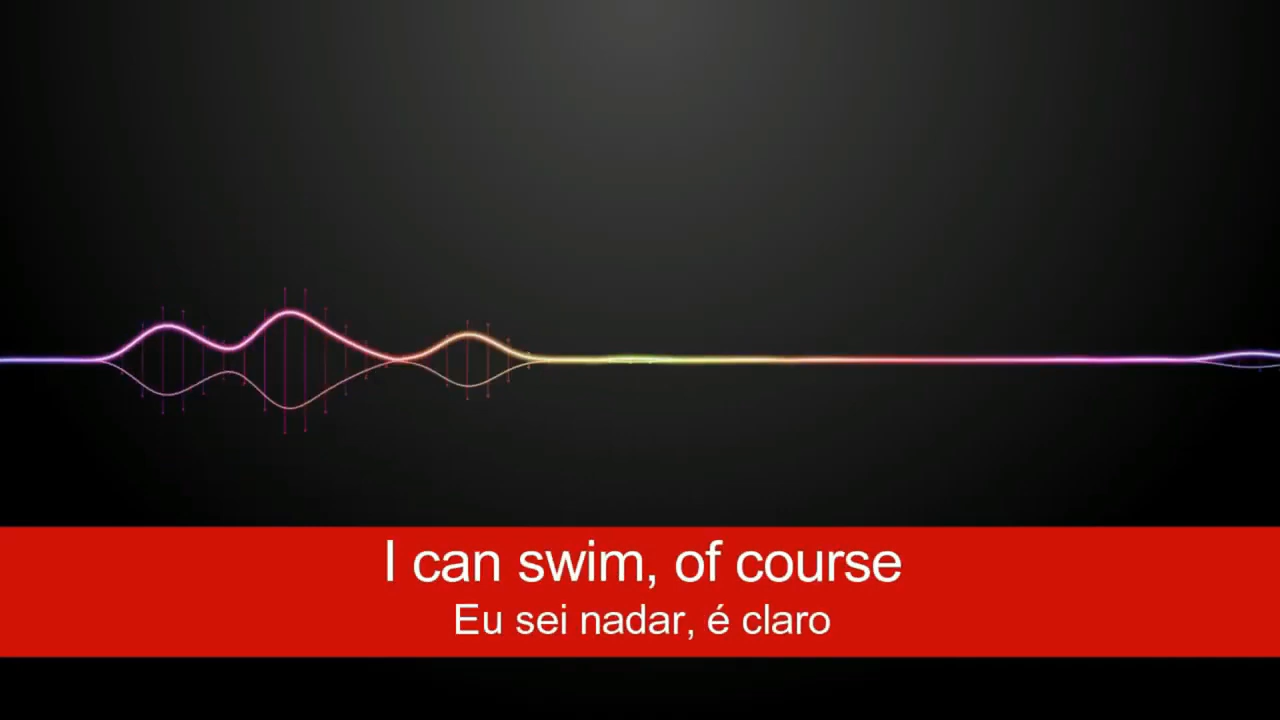 I can swim, of course
Eu sei nadar, é claro